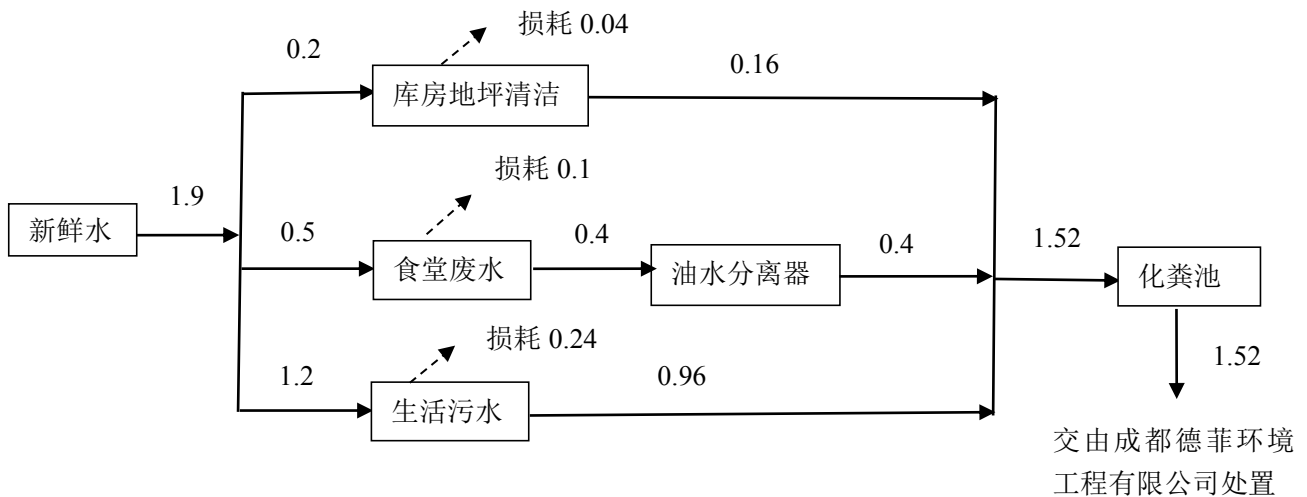 损耗 0.04
0.2
0.16
库房地坪清洁
损耗 0.1
1.9
新鲜水
0.5
食堂废水
0.4
油水分离器
0.4
1.52
化粪池
损耗 0.24
1.2
生活污水
0.96
1.52
交由成都德菲环境
工程有限公司处置